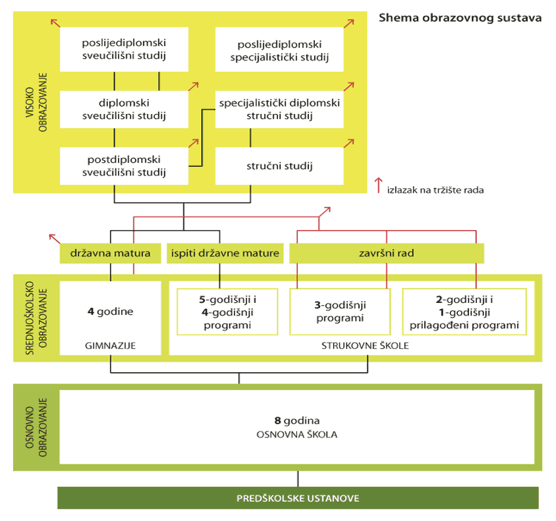 Shema obrazovnog sustava
VISOKO
OBRAZOVANJE
poslijediplomski
sveučilišni studij
poslijediplomski
specijalistički studij
diplomski
sveučilišni studij
specijalistički diplomski
stručni studij
postdiplomski
sveučilišni studij
stručni studij
izlazak na tržište rada
državna matura
ispiti državne mature
završni rad
SREDNJOŠKOLSKO
OBRAZOVANJE
4 godine
GIMNAZIJE
5-godišnji i
4-godišnji
programi
3-godišnji
programi
2-godišnji i
1-godišnji
prilagođeni programi
STRUKOVNE ŠKOLE
OSNOVNO
OBRAZOVANJE
8 godina
OSNOVNA ŠKOLA
PREDŠKOLSKE USTANOVE